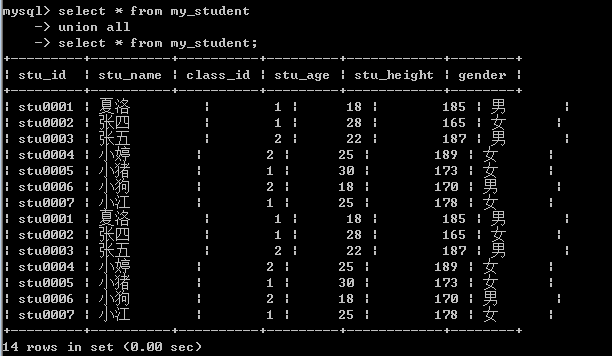 mysql> select * from my_student
-> union all
-> select * from my_student;
+----------+----------+----------+---------+------------+--------+
| stu_id | stu_name | class_id | stu_age | stu_height | gender |
+----------+----------+----------+---------+------------+--------+
| stu0001 | 夏洛 | 1 | 18 | 185 | 男 |
| stu0002 | 张四 | 1 | 28 | 165 | 女 |
| stu0003 | 张五 | 2 | 22 | 187 | 男 |
| stu0004 | 小婷 | 2 | 25 | 189 | 女 |
| stu0005 | 小猪 | 1 | 30 | 173 | 女 |
| stu0006 | 小狗 | 2 | 18 | 170 | 男 |
| stu0007 | 小江 | 1 | 25 | 178 | 女 |
| stu0001 | 夏洛 | 1 | 18 | 185 | 男 |
| stu0002 | 张四 | 1 | 28 | 165 | 女 |
| stu0003 | 张五 | 2 | 22 | 187 | 男 |
| stu0004 | 小婷 | 2 | 25 | 189 | 女 |
| stu0005 | 小猪 | 1 | 30 | 173 | 女 |
| stu0006 | 小狗 | 2 | 18 | 170 | 男 |
| stu0007 | 小江 | 1 | 25 | 178 | 女 |
+----------+----------+----------+---------+------------+--------+
14 rows in set (0.00 sec)